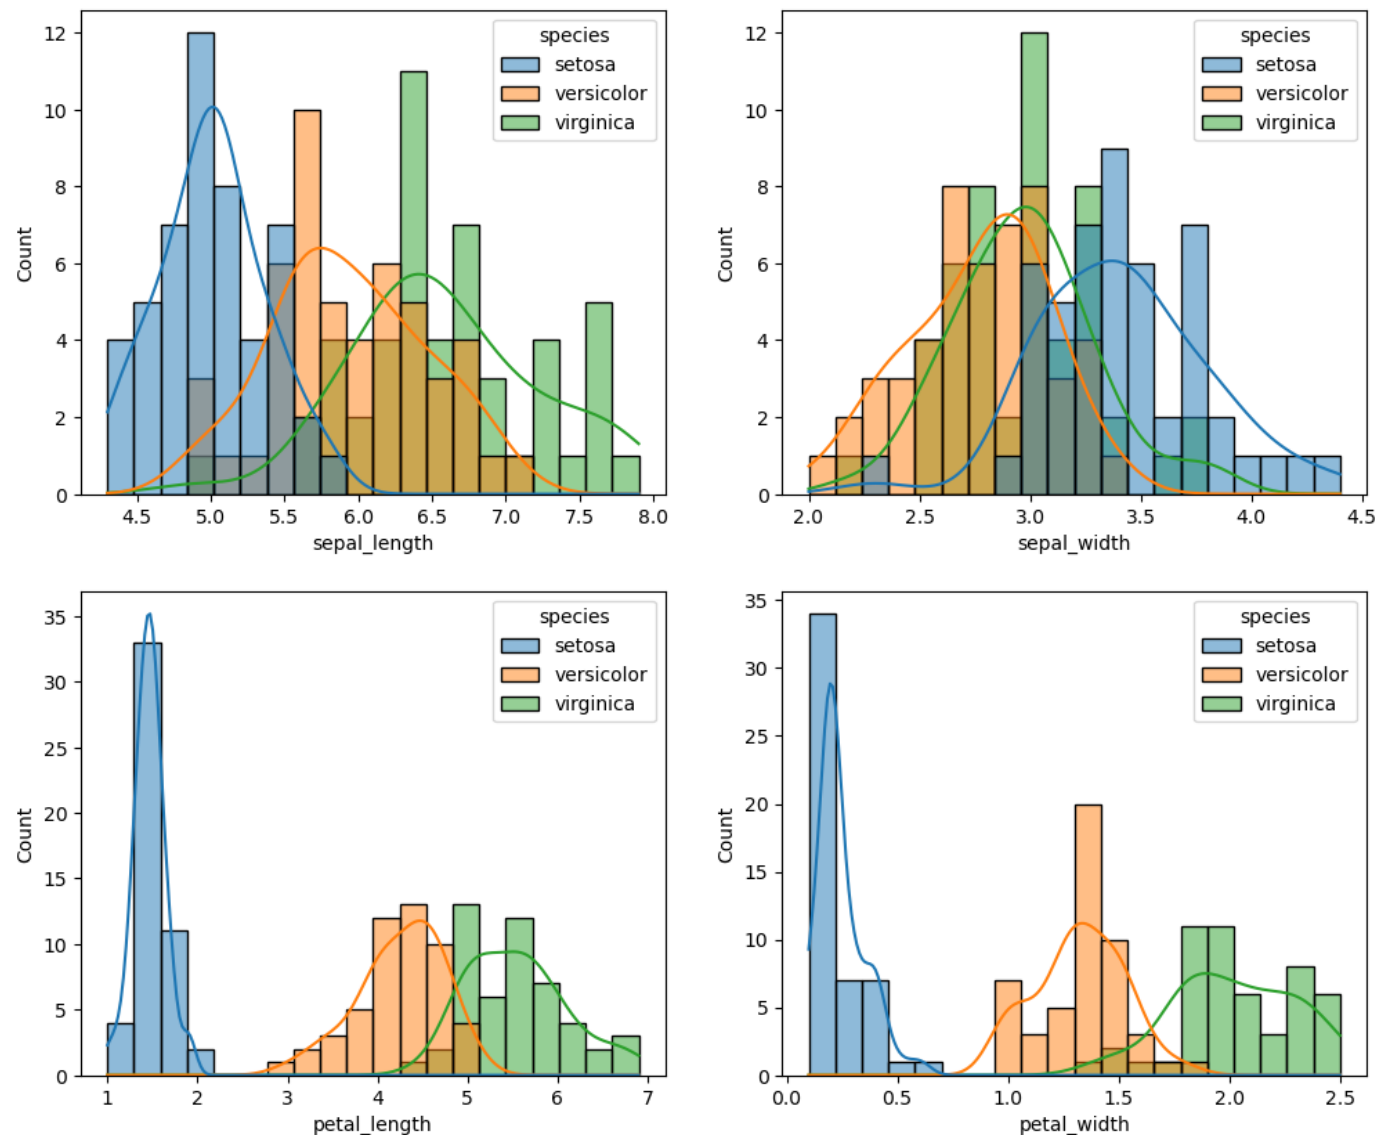 12
10
8
6
4
2
0
Count
4.5 5.0 5.5 6.0 6.5 7.0 7.5 8.0
sepal_length
species
setosa
versicolor
virginica
12
10
8
6
4
2
0
Count
2.0 2.5 3.0 3.5 4.0 4.5
sepal_width
species
setosa
versicolor
virginica
35
30
25
20
15
10
5
0
Count
1 2 3 4 5 6 7
petal_length
species
setosa
versicolor
virginica
35
30
25
20
15
10
5
0
Count
0.0 0.5 1.0 1.5 2.0 2.5
petal_width
species
setosa
versicolor
virginica